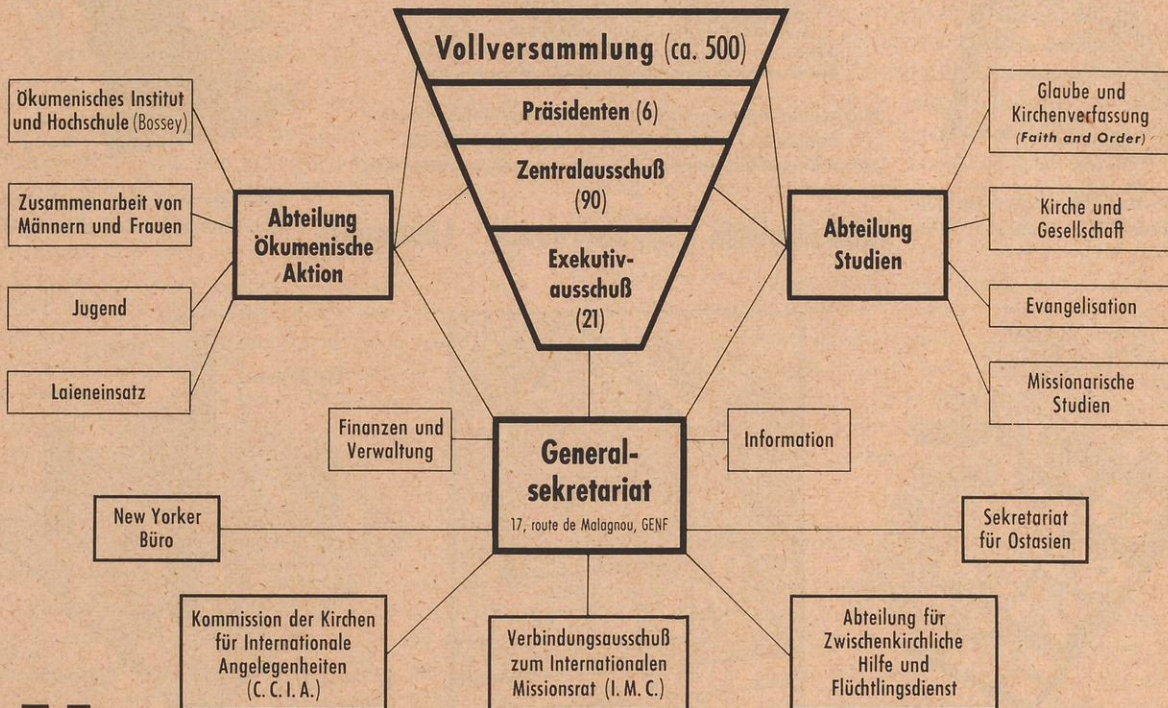 Vollversammlung (ca. 500)
Präsidenten (6)
Zentralausschuß
(90)
Exekutiv-
ausschuß
(21)
Ökumenisches Institut
und Hochschule (Bossey)
Zusammenarbeit von
Männern und Frauen
Jugend
Laieneinsatz
Abteilung
Ökumenische
Aktion
Abteilung
Studien
Glaube und
Kirchenverfassung
(Faith and Order)
Kirche und
Gesellschaft
Evangelisation
Missionarische
Studien
Finanzen und
Verwaltung
General-
sekretariat
17, route de Malagnou, GENF
Information
New Yorker
Büro
Sekretariat
für Ostasien
Kommission der Kirchen
für Internationale
Angelegenheiten
(C. C. I. A.)
Verbindungsausschuß
zum Internationalen
Missionsrat (I. M. C.)
Abteilung für
Zwischenkirchliche
Hilfe und
Flüchtlingsdienst